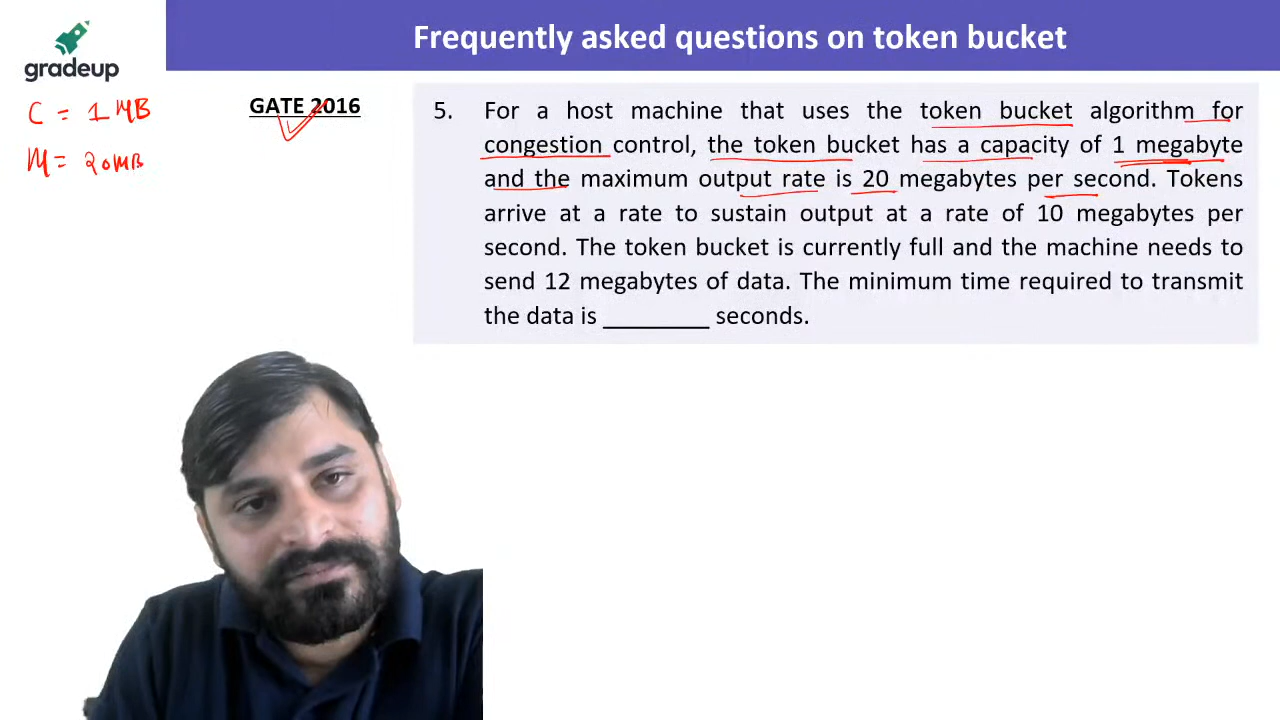 Frequently asked questions on token bucket
gradeup
C = 1 MB
M = 20MB
GATE 2016
5. For a host machine that uses the token bucket algorithm for
congestion control, the token bucket has a capacity of 1 megabyte
and the maximum output rate is 20 megabytes per second. Tokens
arrive at a rate to sustain output at a rate of 10 megabytes per
second. The token bucket is currently full and the machine needs to
send 12 megabytes of data. The minimum time required to transmit
the data is ________ seconds.